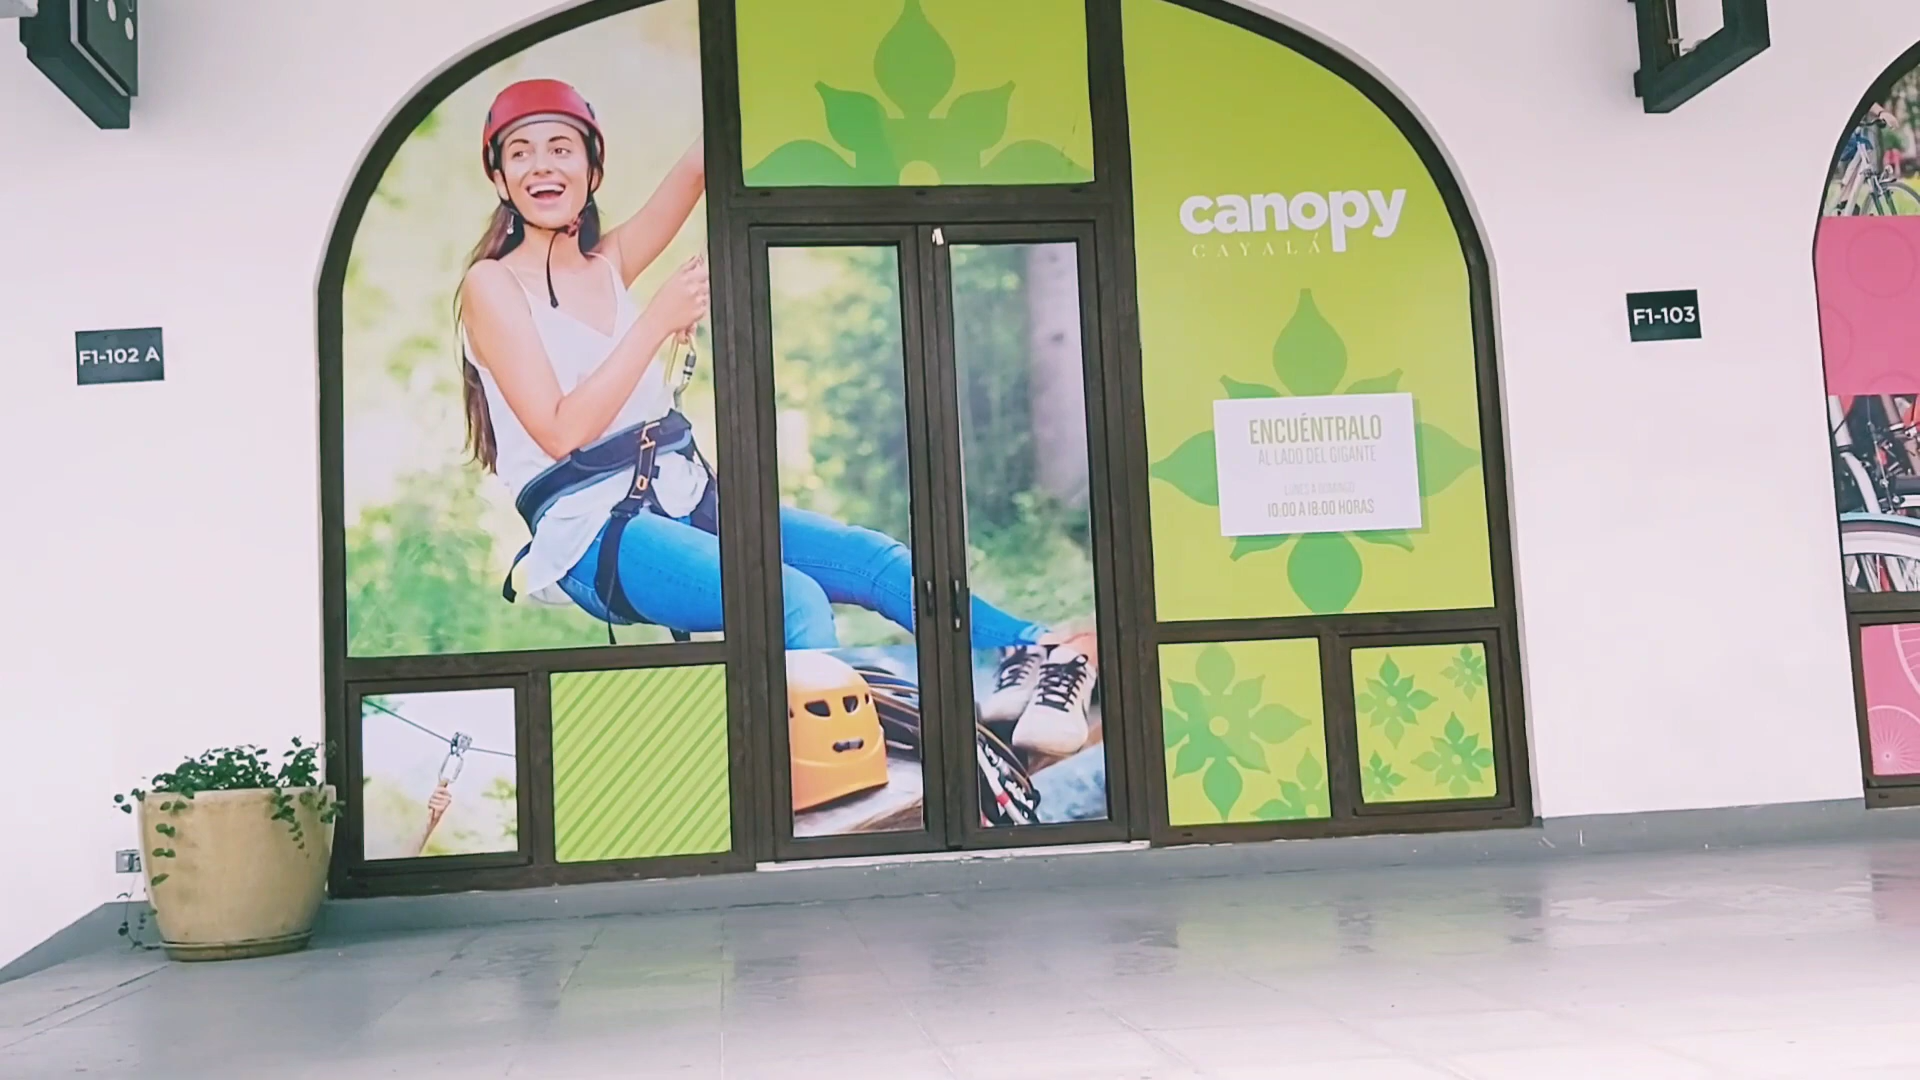 canopy
CAYALÁ
F1-102 A
F1-103
ENCUÉNTRALO
AL LADO DEL GIGANTE
LUNES A DOMINGO
10:00 A 18:00 HORAS